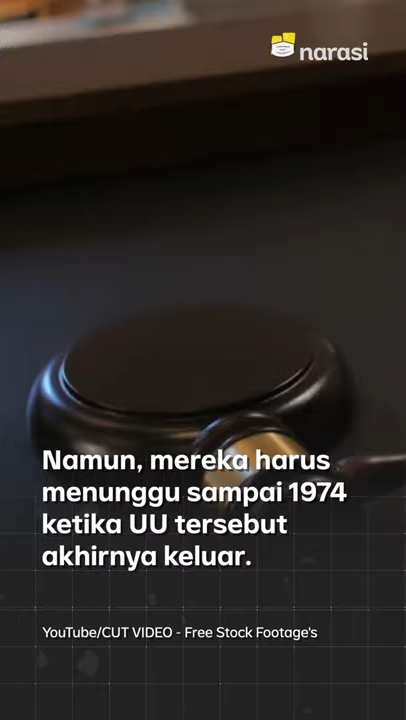 narasi
Namun, mereka harus
menunggu sampai 1974
ketika UU tersebut
akhirnya keluar.
YouTube/CUT VIDEO - Free Stock Footage's